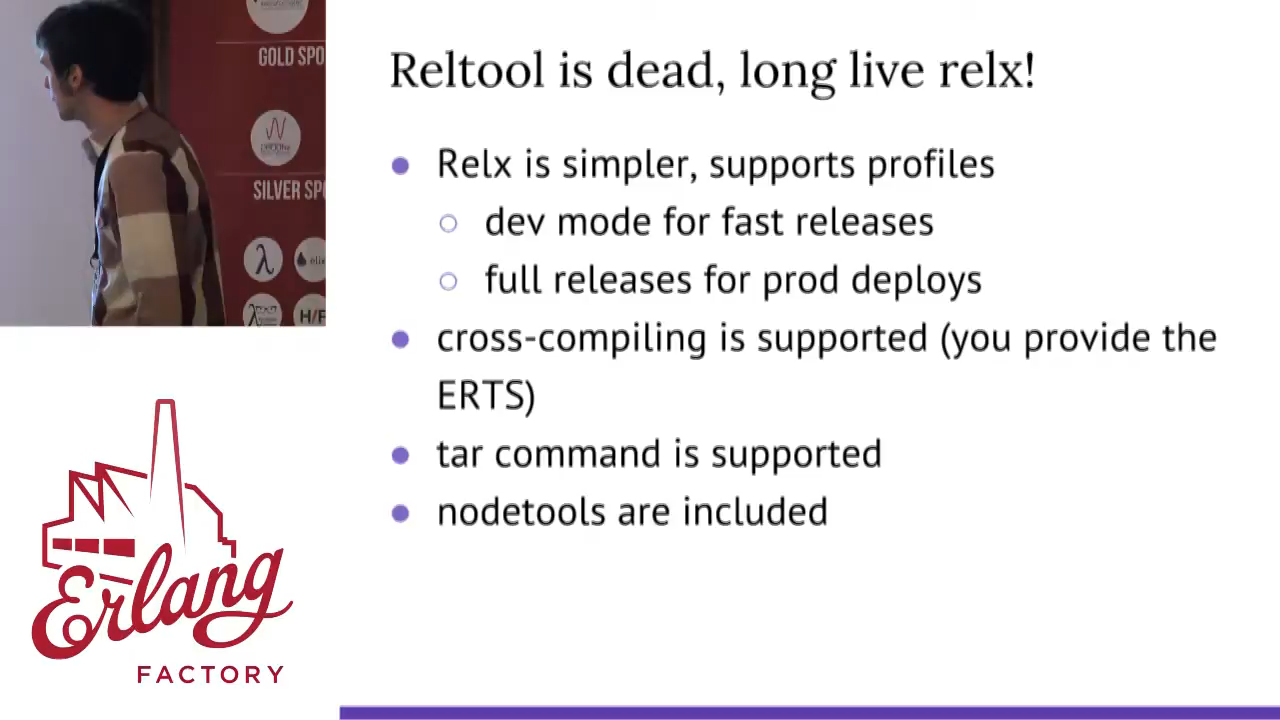 GOLD SPO
SILVER SPO
λ
elix
H/F
Erlang
FACTORY
Reltool is dead, long live relx!
Relx is simpler, supports profiles
dev mode for fast releases
full releases for prod deploys
cross-compiling is supported (you provide the
ERTS)
tar command is supported
nodetools are included